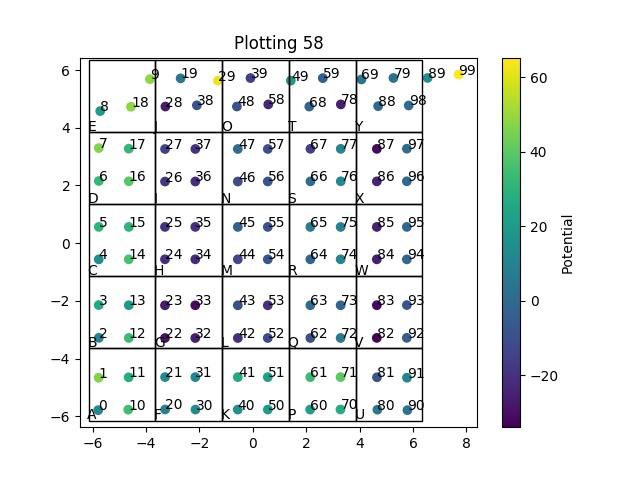 Plotting 58
6
9 19 29 39 49 59 69 79 89 99
60
8 18 28 38 48 58 68 78 88 98
4
E J O T Y
7 17 27 37 47 57 67 77 87 97
40
6 16 26 36 46 56 66 76 86 96
2
D I N S X
5 15 25 35 45 55 65 75 85 95
20
0
4 14 24 34 44 54 64 74 84 94
C H M R W
Potential
3 13 23 33 43 53 63 73 83 93
0
−2
2 12 22 32 42 52 62 72 82 92
B G L Q V
−4
1 11 21 31 41 51 61 71 81 91
−20
0 10 20 30 40 50 60 70 80 90
A F K P U
−6
−6 −4 −2 0 2 4 6 8